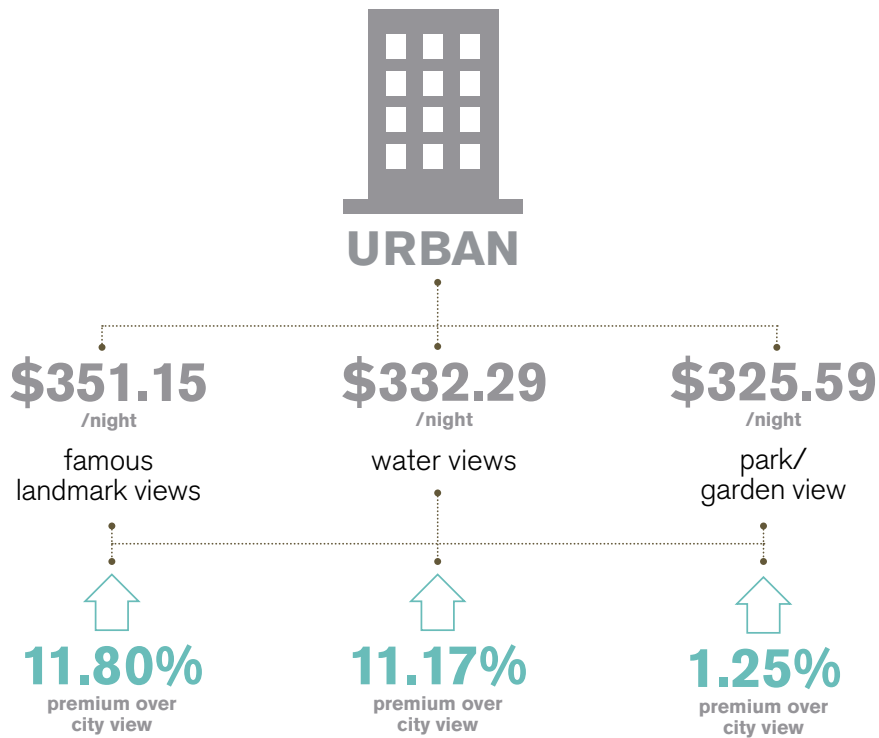 URBAN
$351.15
/night
famous
landmark views
$332.29
/night
water views
$325.59
/night
park/
garden view
11.80%
premium over
city view
11.17%
premium over
city view
1.25%
premium over
city view